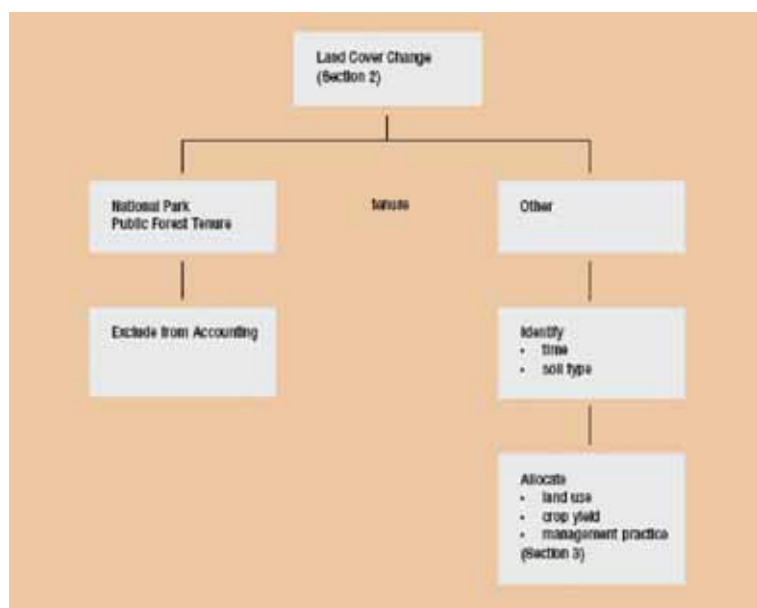 Land Cover Change
(Section 2)
National Park
Public Forest Tenure
tenure
Other
Exclude from Accounting
Identify
• time
• soil type
Allocate
• land use
• crop yield
• management practice
(Section 3)